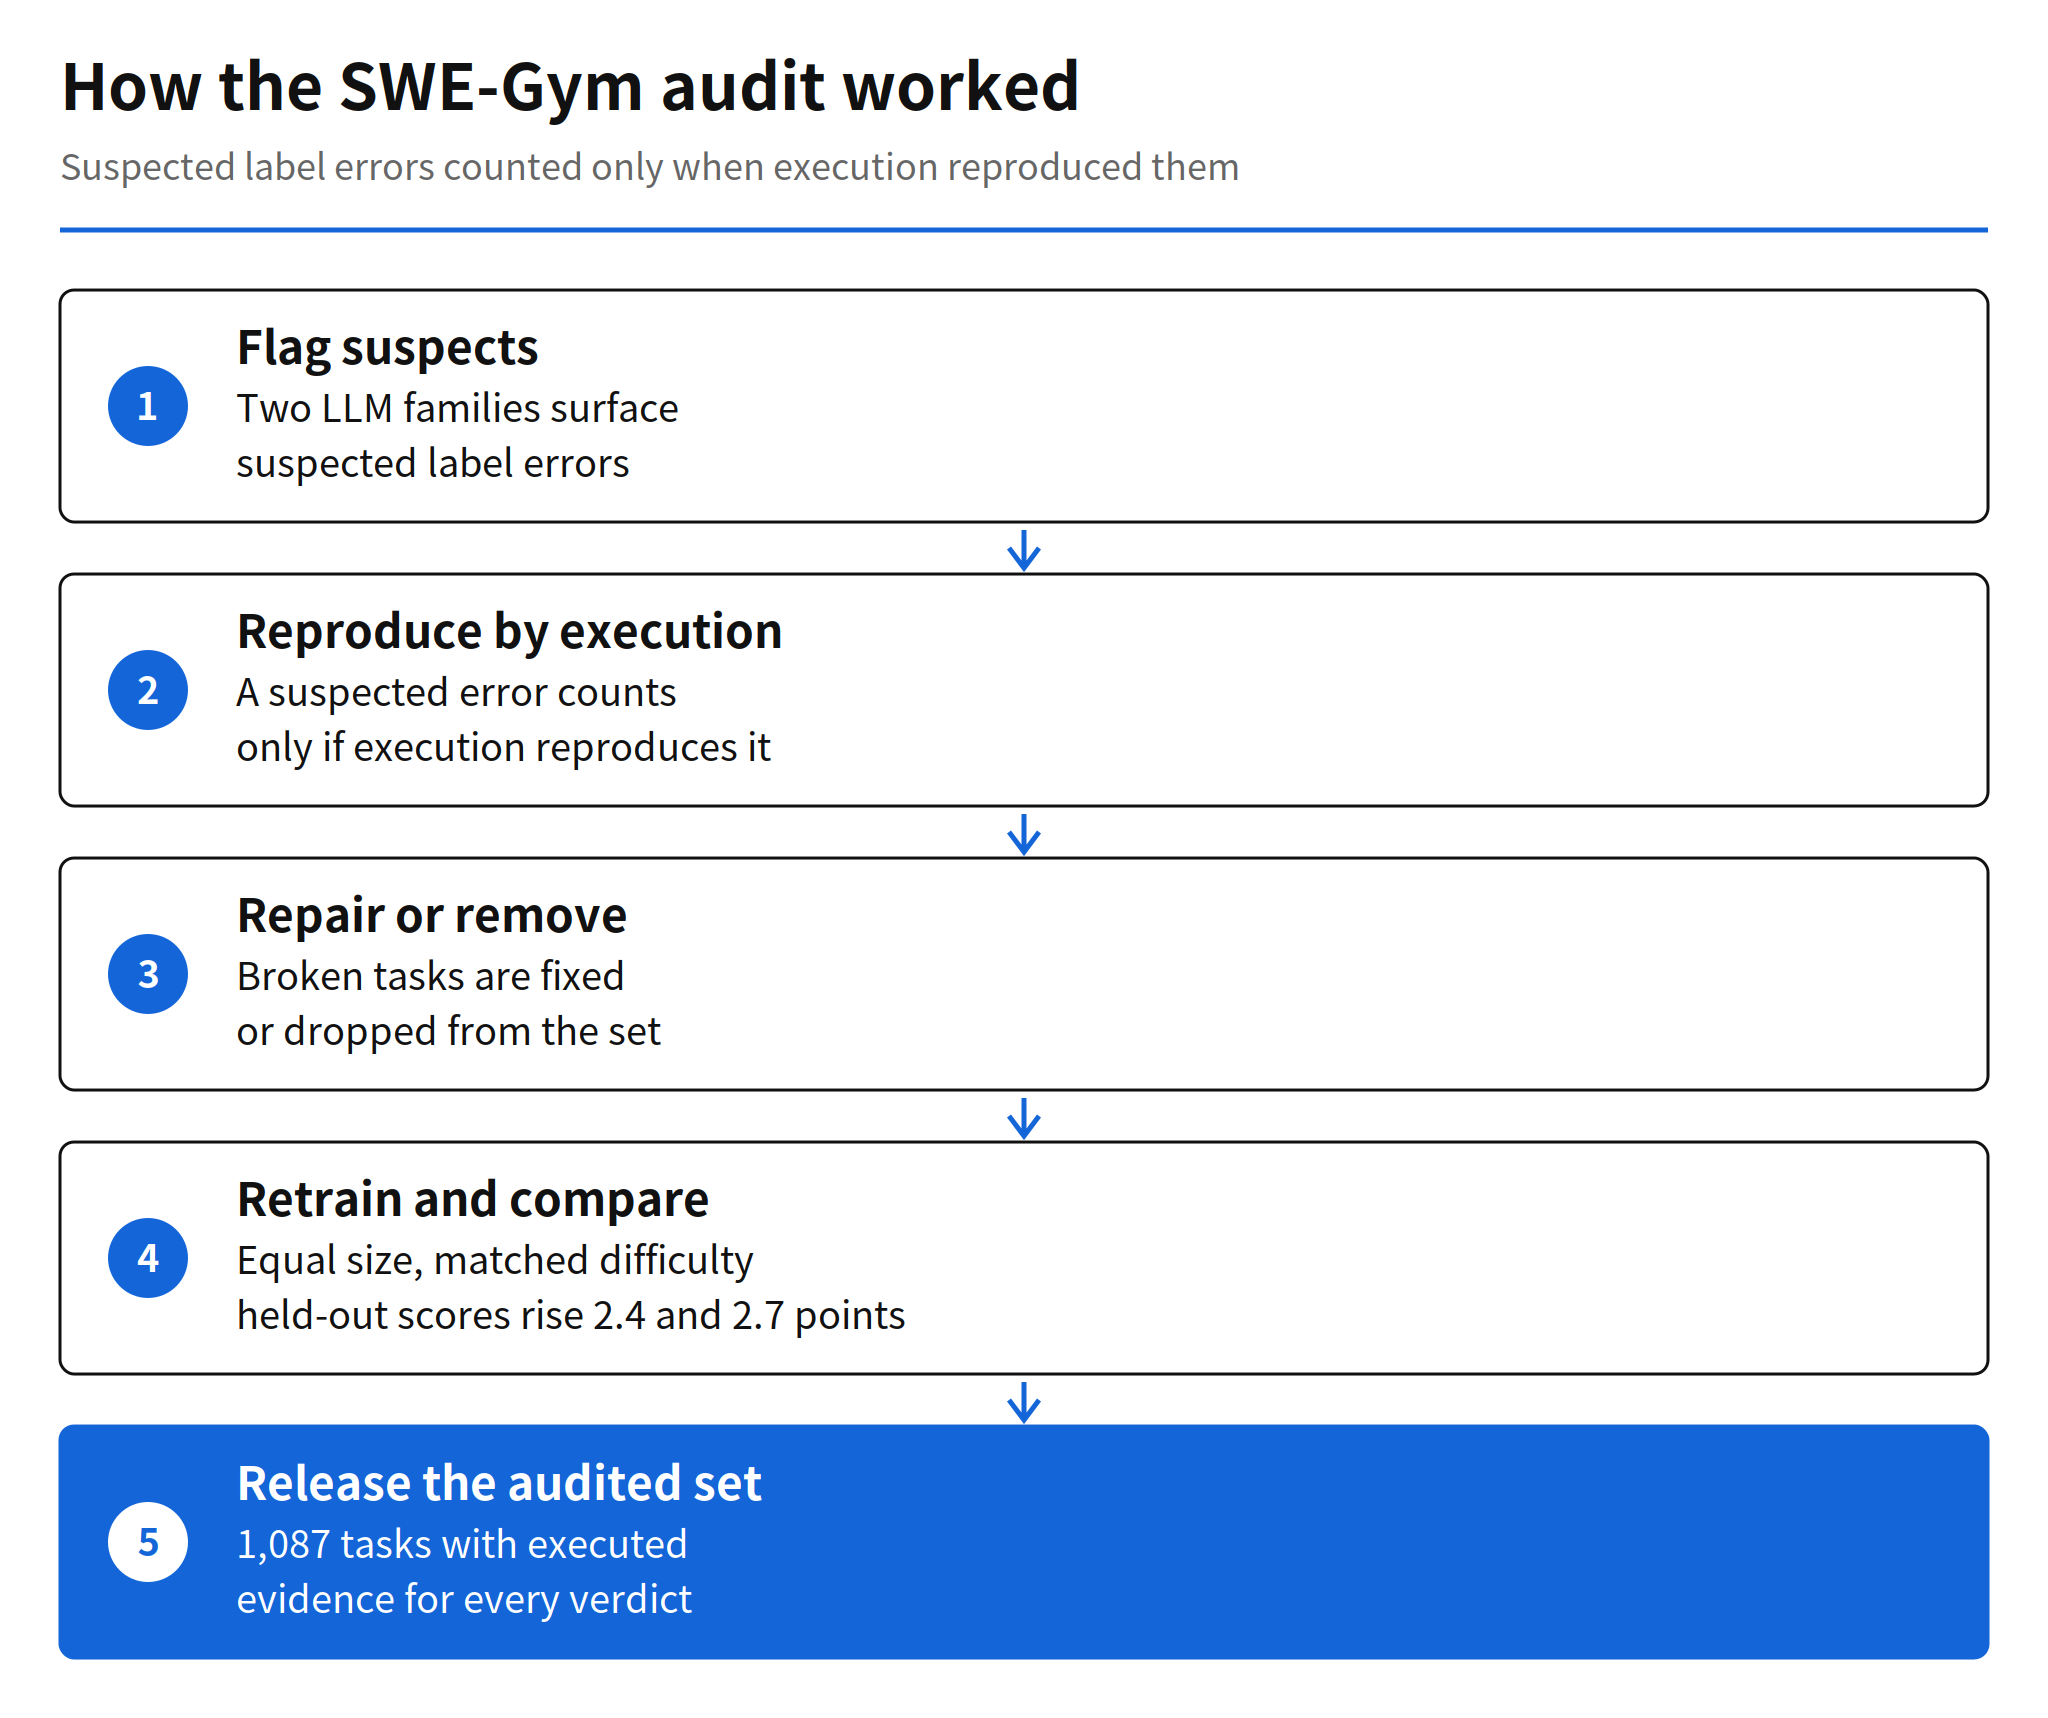 How the SWE-Gym audit worked
Suspected label errors counted only when execution reproduced them
1
Flag suspects
Two LLM families surface
suspected label errors
2
Reproduce by execution
A suspected error counts
only if execution reproduces it
3
Repair or remove
Broken tasks are fixed
or dropped from the set
4
Retrain and compare
Equal size, matched difficulty
held-out scores rise 2.4 and 2.7 points
5
Release the audited set
1,087 tasks with executed
evidence for every verdict